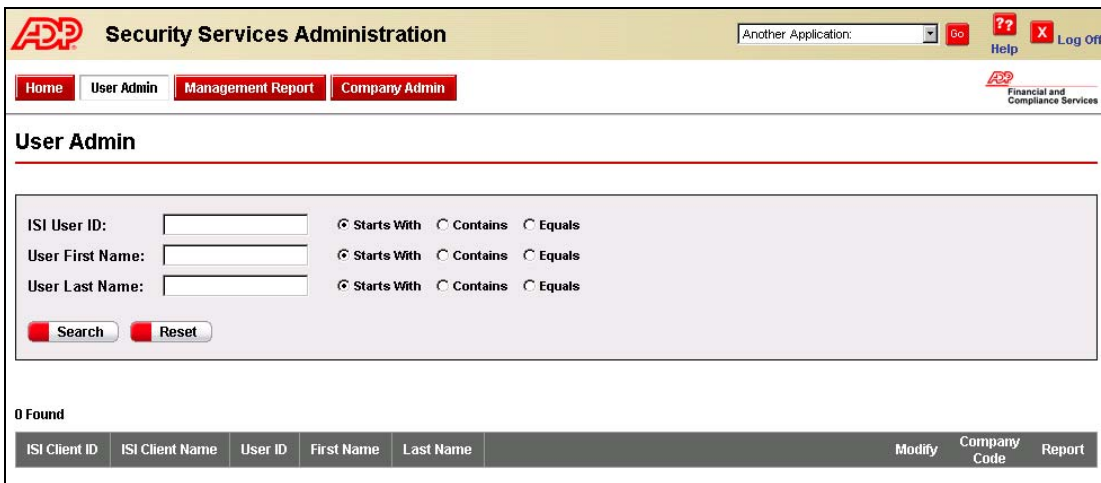 ADP Security Services Administration Another Application: Go ?? Help X Log Off
Home User Admin Management Report Company Admin ADP
Financial and
Compliance Services
User Admin
ISI User ID: Starts With Contains Equals
User First Name: Starts With Contains Equals
User Last Name: Starts With Contains Equals
Search Reset
0 Found
ISI Client ID ISI Client Name User ID First Name Last Name Modify Company Code Report